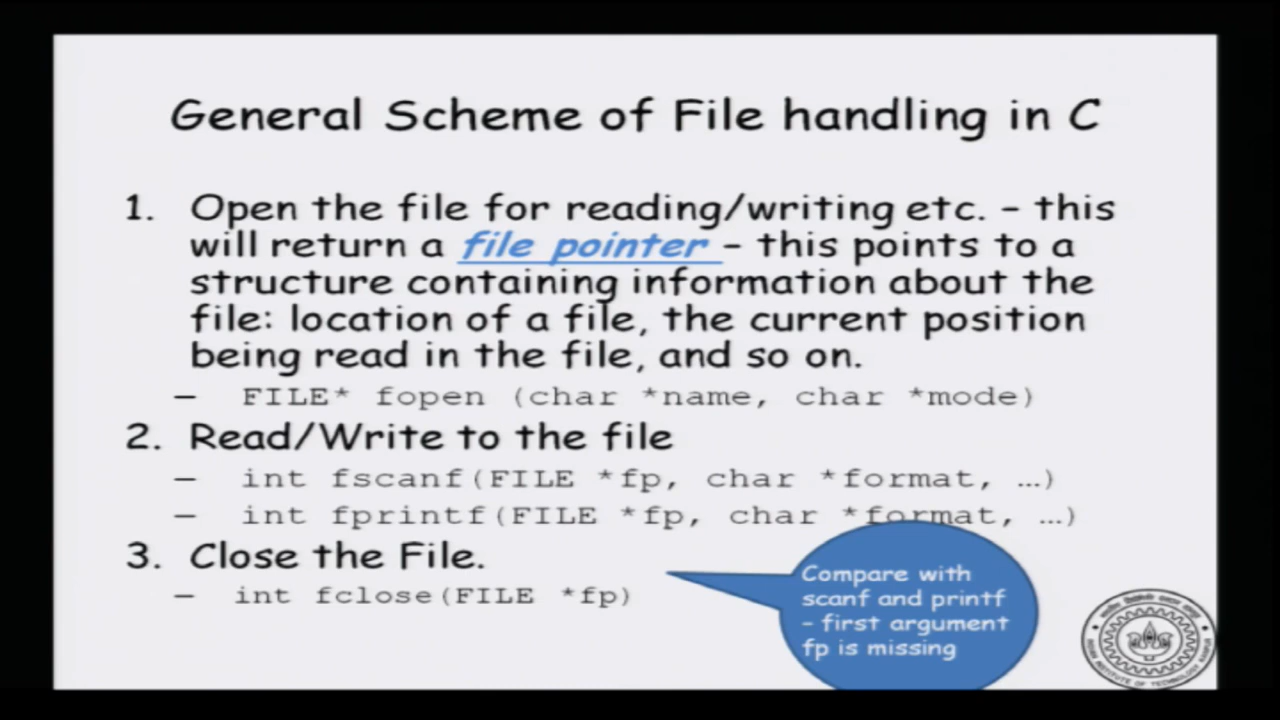 General Scheme of File handling in C
1. Open the file for reading/writing etc. – this
will return a file pointer – this points to a
structure containing information about the
file: location of a file, the current position
being read in the file, and so on.
– FILE* fopen (char *name, char *mode)
2. Read/Write to the file
– int fscanf(FILE *fp, char *format, …)
– int fprintf(FILE *fp, char *format, …)
3. Close the File.
– int fclose(FILE *fp)
Compare with
scanf and printf
– first argument
fp is missing